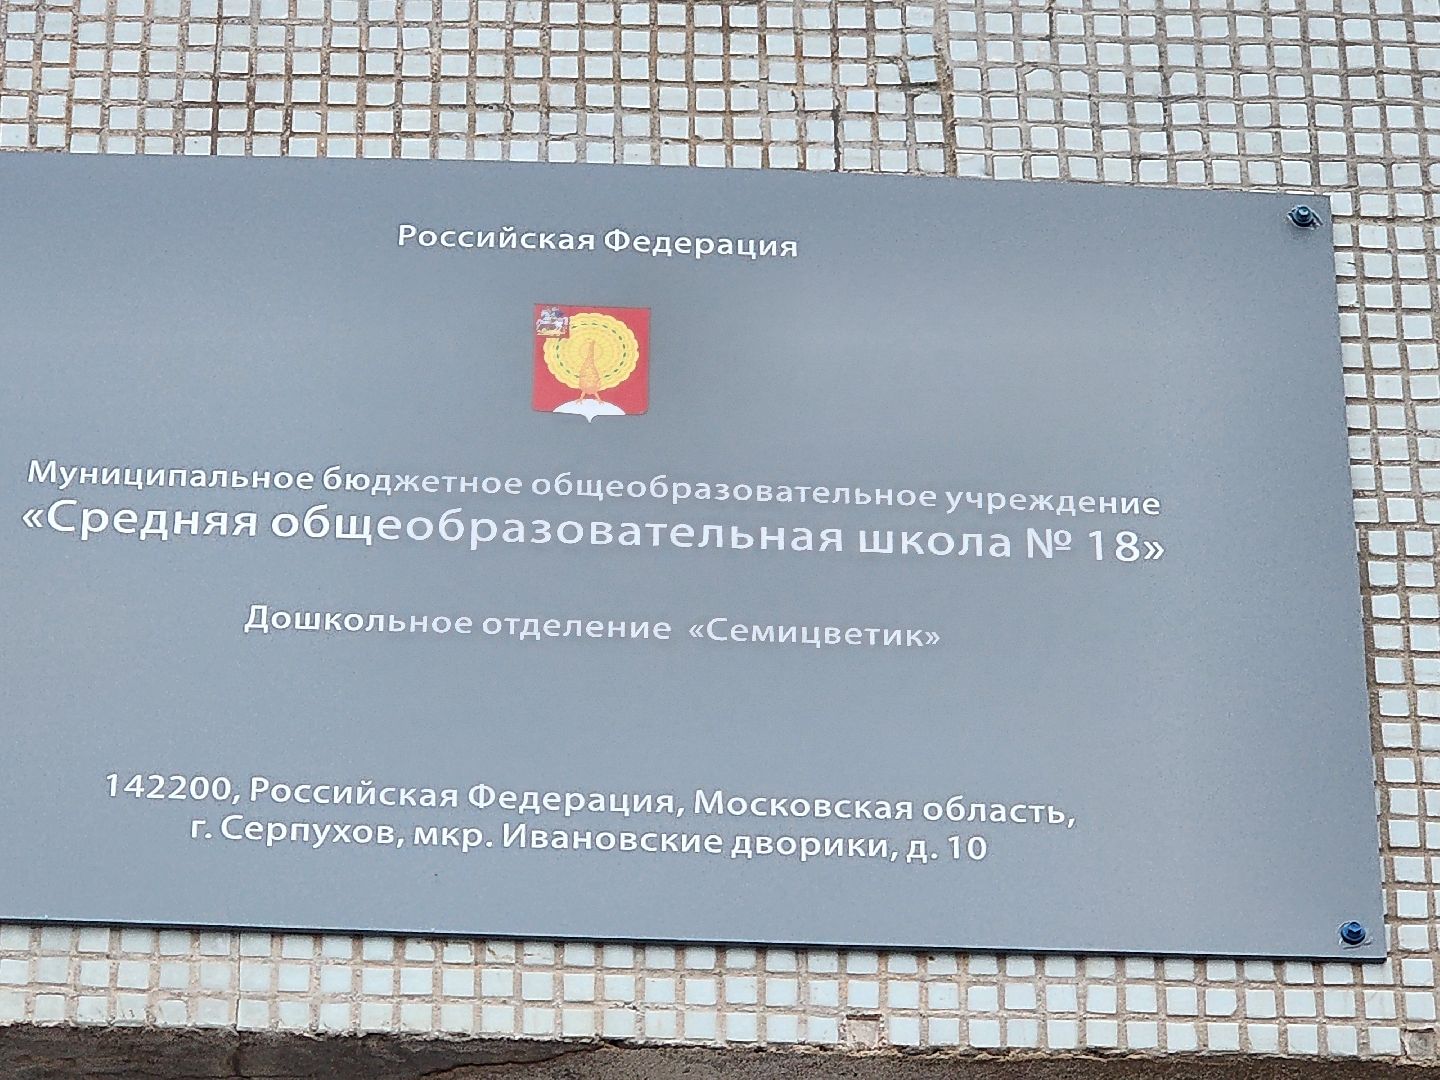 Российская Федерация
Муниципальное бюджетное общеобразовательное учреждение
«Средняя общеобразовательная школа № 18»
Дошкольное отделение «Семицветик»
142200, Российская Федерация, Московская область,
г. Серпухов, мкр. Ивановские дворики, д. 10